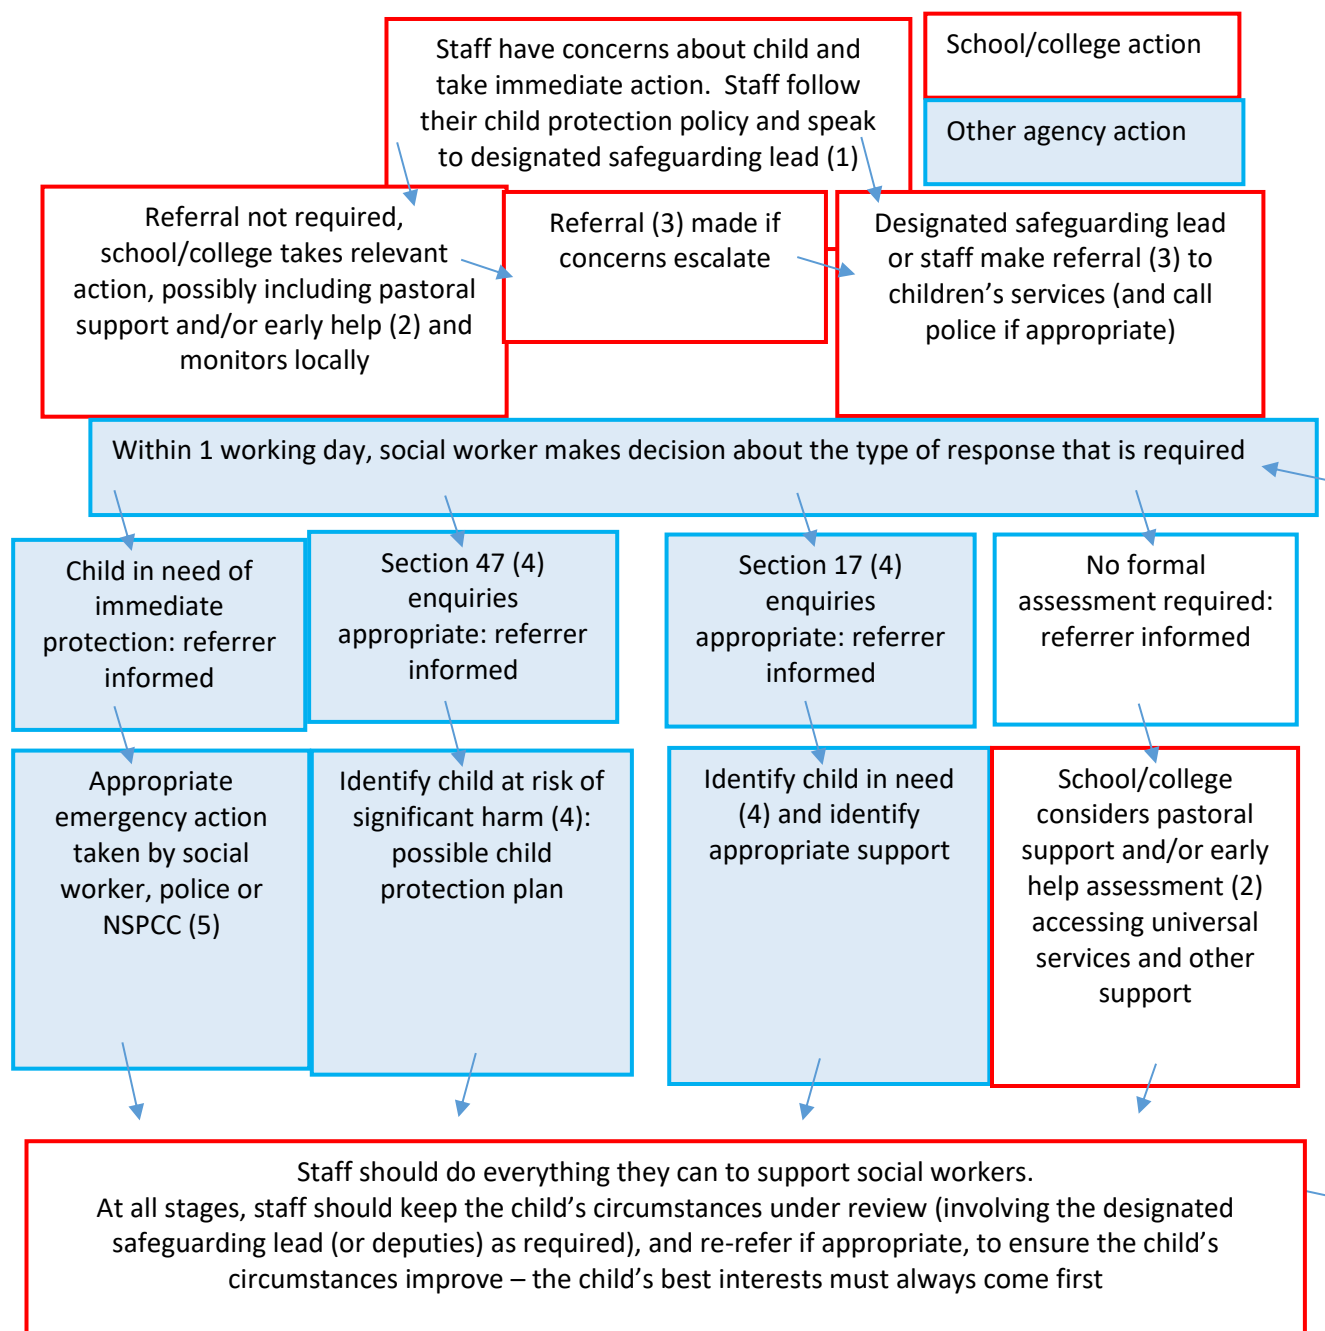 Staff have concerns about child and
take immediate action.  Staff follow
their child protection policy and speak
to designated safeguarding lead (1)
School/college action
Other agency action
Referral not required,
school/college takes relevant
action, possibly including pastoral
support and/or early help (2) and
monitors locally
Referral (3) made if
concerns escalate
Designated safeguarding lead
or staff make referral (3) to
children’s services (and call
police if appropriate)
Within 1 working day, social worker makes decision about the type of response that is required
Child in need of
immediate
protection: referrer
informed
Section 47 (4)
enquiries
appropriate: referrer
informed
Section 17 (4)
enquiries
appropriate: referrer
informed
No formal
assessment required:
referrer informed
Appropriate
emergency action
taken by social
worker, police or
NSPCC (5)
Identify child at risk of
significant harm (4):
possible child
protection plan
Identify child in need
(4) and identify
appropriate support
School/college
considers pastoral
support and/or early
help assessment (2)
accessing universal
services and other
support
Staff should do everything they can to support social workers.
At all stages, staff should keep the child’s circumstances under review (involving the designated
safeguarding lead (or deputies) as required), and re-refer if appropriate, to ensure the child’s
circumstances improve – the child’s best interests must always come first